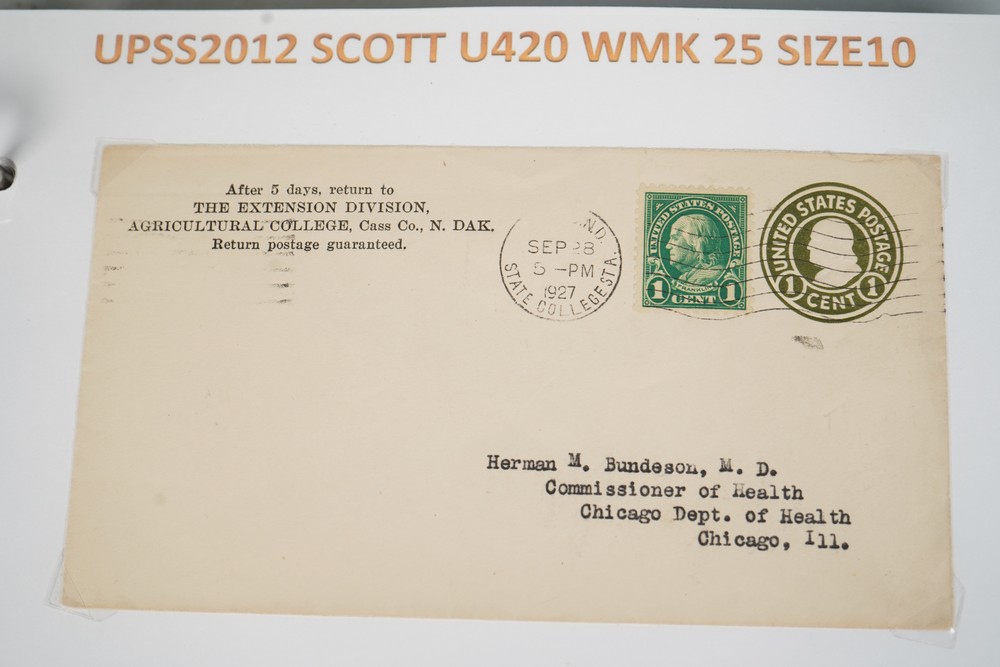 UPSS2012 SCOTT U420 WMK 25 SIZE10
After 5 days, return to
THE EXTENSION DIVISION,
AGRICULTURAL COLLEGE, Cass Co., N. DAK.
Return postage guaranteed.
N.D.
SEP 28
5 -PM
1927
STATE COLLEGE STA.
UNITED STATES POSTAGE
FRANKLIN
1 CENT 1
UNITED STATES POSTAGE
1 CENT 1
Herman M. Bundeson, M. D.
Commissioner of Health
Chicago Dept. of Health
Chicago, Ill.